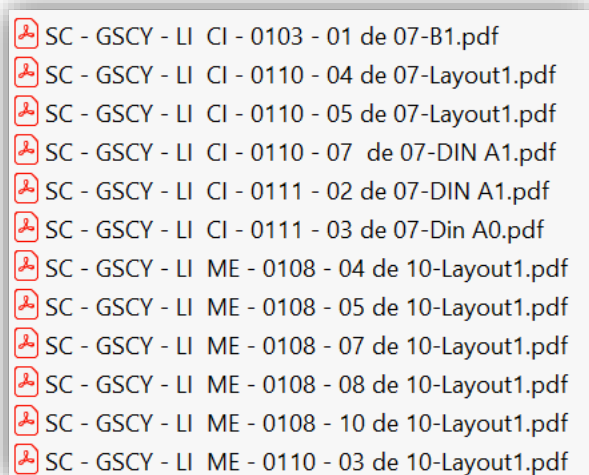 SC - GSCY - LI  CI - 0103 - 01 de 07-B1.pdf
SC - GSCY - LI  CI - 0110 - 04 de 07-Layout1.pdf
SC - GSCY - LI  CI - 0110 - 05 de 07-Layout1.pdf
SC - GSCY - LI  CI - 0110 - 07  de 07-DIN A1.pdf
SC - GSCY - LI  CI - 0111 - 02 de 07-DIN A1.pdf
SC - GSCY - LI  CI - 0111 - 03 de 07-Din A0.pdf
SC - GSCY - LI  ME - 0108 - 04 de 10-Layout1.pdf
SC - GSCY - LI  ME - 0108 - 05 de 10-Layout1.pdf
SC - GSCY - LI  ME - 0108 - 07 de 10-Layout1.pdf
SC - GSCY - LI  ME - 0108 - 08 de 10-Layout1.pdf
SC - GSCY - LI  ME - 0108 - 10 de 10-Layout1.pdf
SC - GSCY - LI  ME - 0110 - 03 de 10-Layout1.pdf